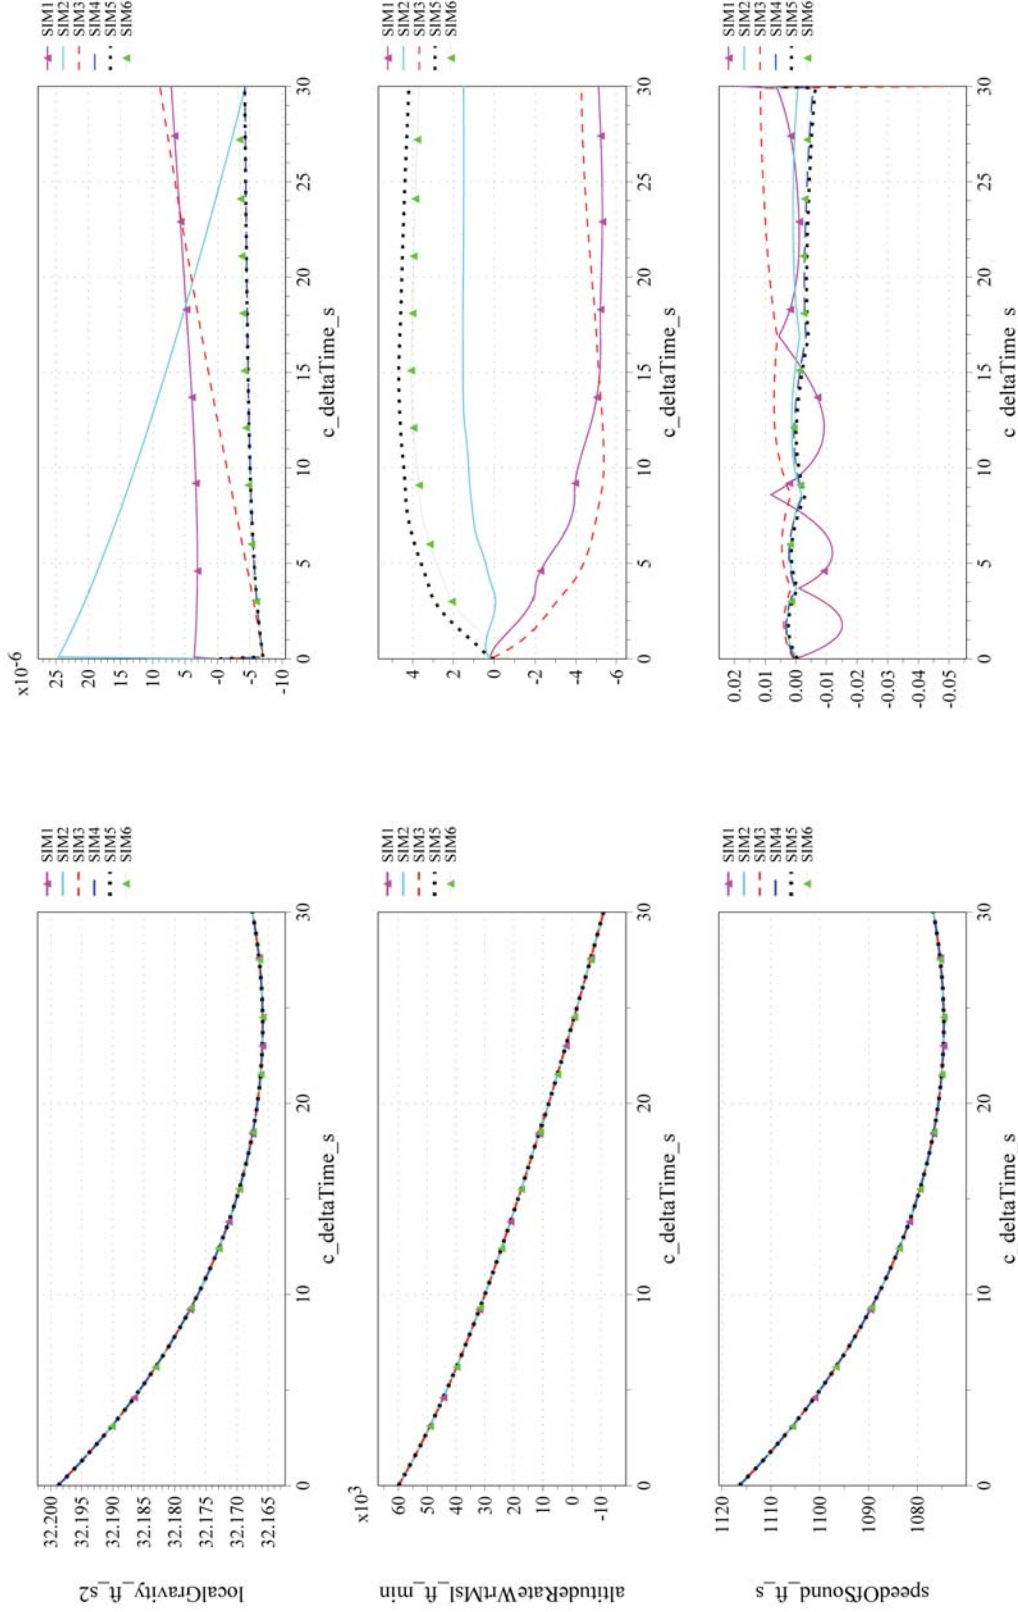 localGravity_ft_s2
32.200
32.195
32.190
32.185
32.180
32.175
32.170
32.165
0
10
20
30
c_deltaTime_s
SIM1
SIM2
SIM3
SIM4
SIM5
SIM6
x10-6
25
20
15
10
5
0
-5
-10
0
5
10
15
20
25
30
c_deltaTime_s
SIM1
SIM2
SIM3
SIM4
SIM5
SIM6
altitudeRateWrtMsl_ft_min
x10³
60
50
40
30
20
10
0
-10
0
10
20
30
c_deltaTime_s
SIM1
SIM2
SIM3
SIM4
SIM5
SIM6
4
2
0
-2
-4
-6
0
5
10
15
20
25
30
c_deltaTime_s
SIM1
SIM2
SIM3
SIM4
SIM5
SIM6
speedOfSound_ft_s
1120
1110
1100
1090
1080
0
10
20
30
c_deltaTime_s
SIM1
SIM2
SIM3
SIM4
SIM5
SIM6
0.02
0.01
0.00
-0.01
-0.02
-0.03
-0.04
-0.05
0
5
10
15
20
25
30
c_deltaTime_s
SIM1
SIM2
SIM3
SIM4
SIM5
SIM6